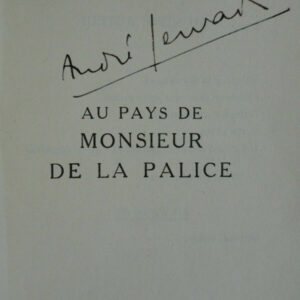 André
AU PAYS DE
MONSIEUR
DE LA PALICE